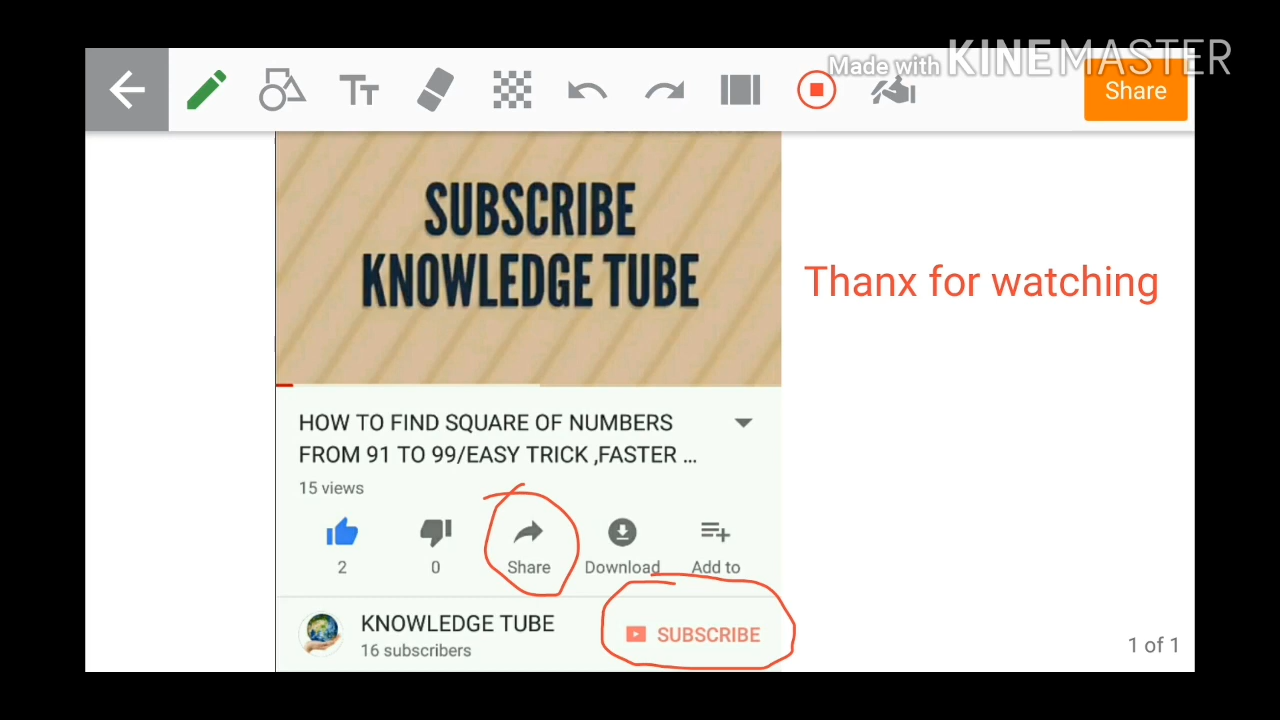 Made with KINEMASTER
TT
Share
SUBSCRIBE
KNOWLEDGE TUBE
Thanx for watching
HOW TO FIND SQUARE OF NUMBERS
FROM 91 TO 99/EASY TRICK ,FASTER ...
15 views
2
0
Share
Download
Add to
KNOWLEDGE TUBE
16 subscribers
SUBSCRIBE
1 of 1